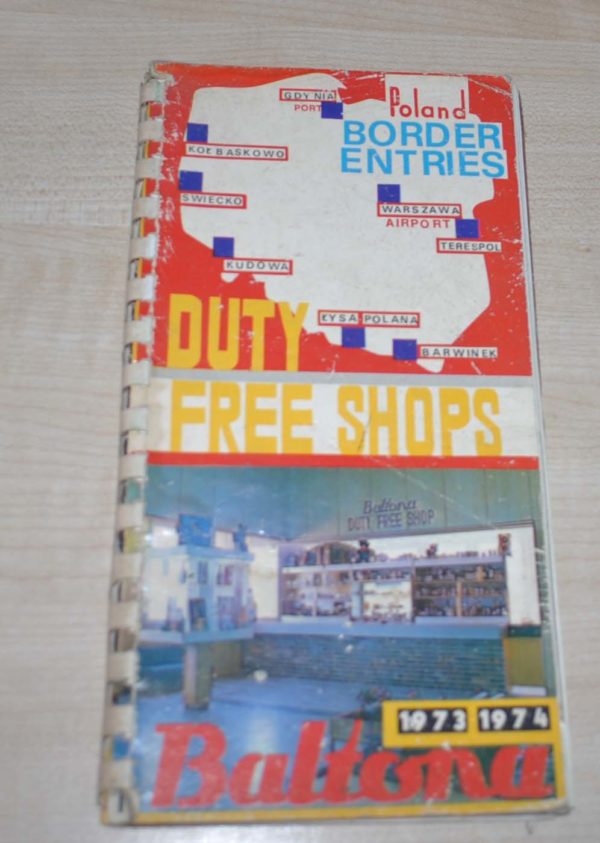 GDYNIA
PORT
Poland
BORDER
ENTRIES
KOŁBASKOWO
SWIECKO
WARSZAWA
AIRPORT
TERESPOL
KUDOWA
DUTY
ŁYSA-POLANA
BARWINEK
FREE SHOPS
Baltona
DUTY FREE SHOP
1973 1974
Baltona